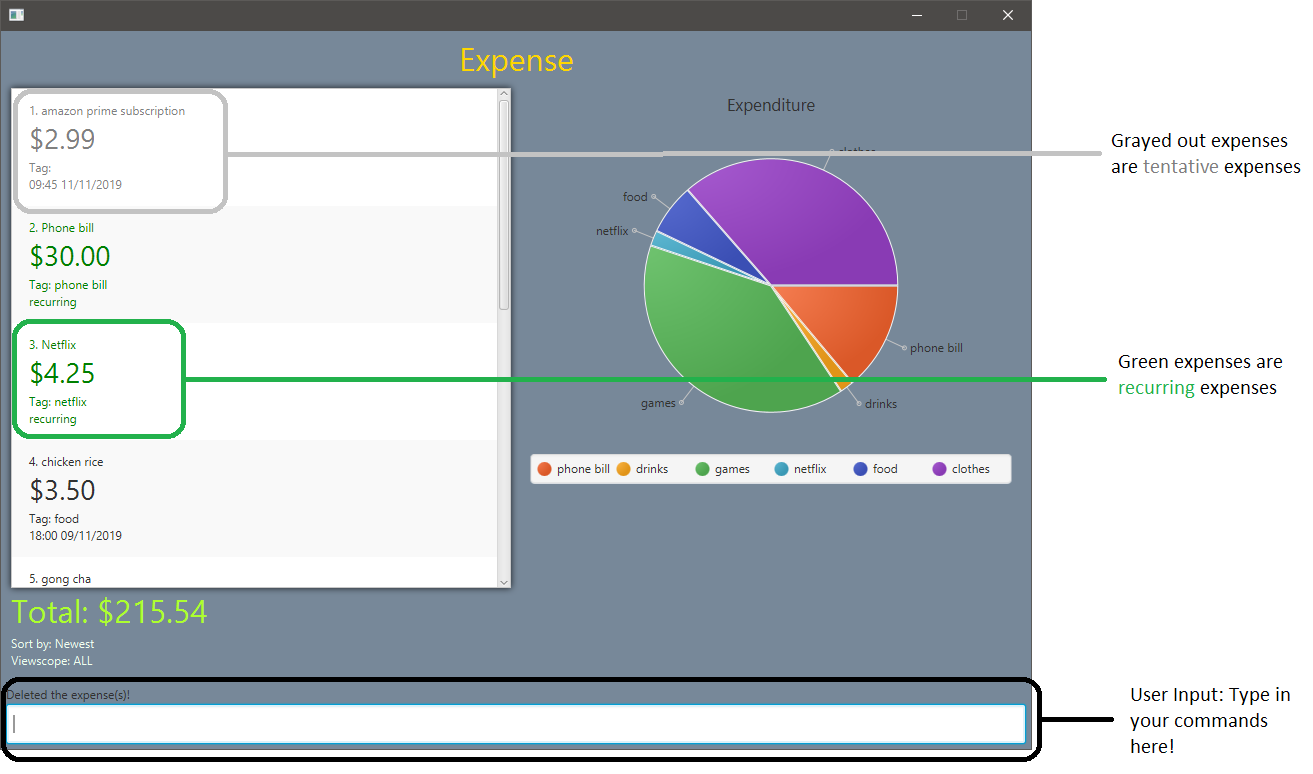 Expense
1. amazon prime subscription
$2.99
Tag:
09:45 11/11/2019
2. Phone bill
$30.00
Tag: phone bill
recurring
3. Netflix
$4.25
Tag: netflix
recurring
4. chicken rice
$3.50
Tag: food
18:00 09/11/2019
5. gong cha
Total: $215.54
Sort by: Newest
Viewscope: ALL
Deleted the expense(s)!
Expenditure
clothes
food
netflix
phone bill
games
drinks
phone bill
drinks
games
netflix
food
clothes
Grayed out expenses
are tentative expenses
Green expenses are
recurring expenses
User Input: Type in
your commands
here!